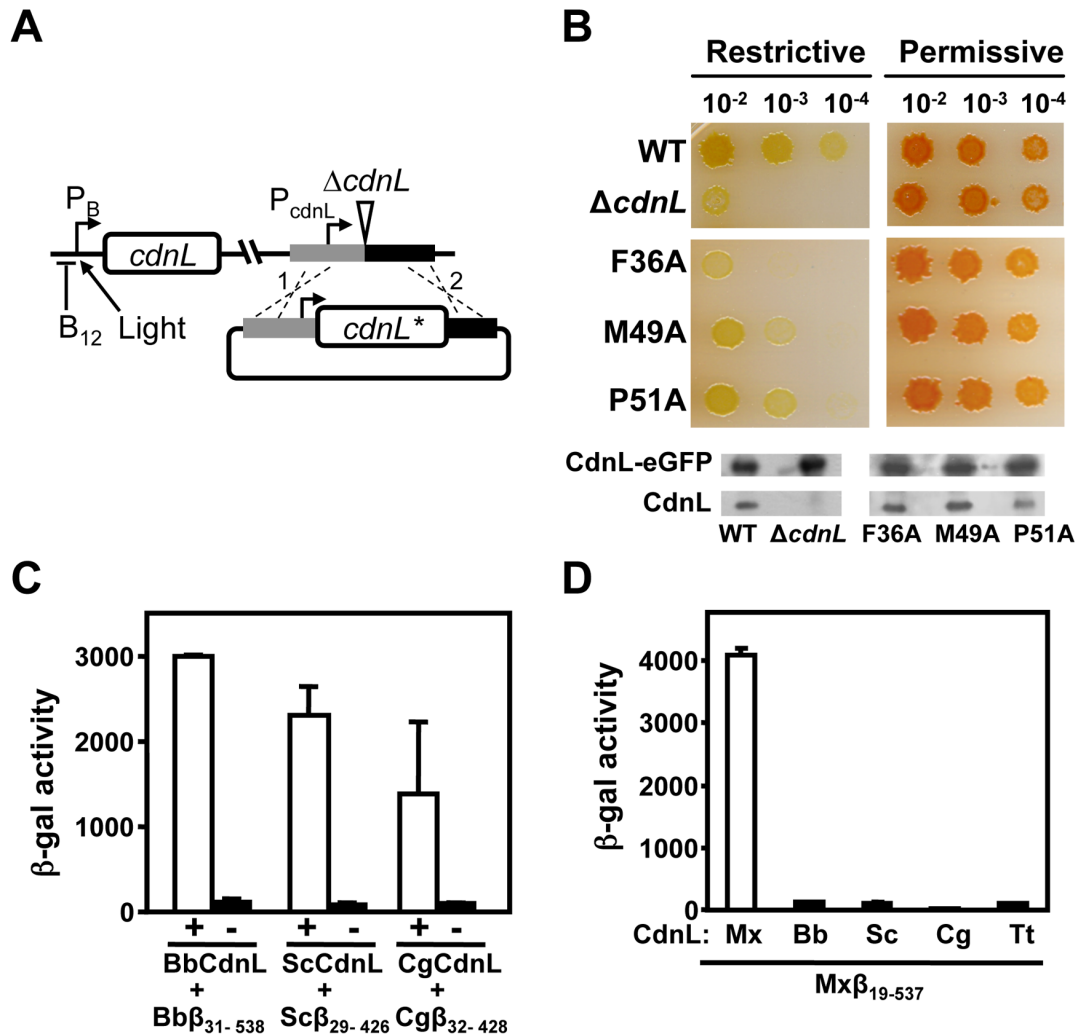 A
P_B
cdnL
B_12
Light
P_cdnL
ΔcdnL
1
2
cdnL*
B
Restrictive
Permissive
10^-2 10^-3 10^-4
10^-2 10^-3 10^-4
WT
ΔcdnL
F36A
M49A
P51A
CdnL-eGFP
CdnL
WT ΔcdnL F36A M49A P51A
C
β-gal activity
3000
2000
1000
0
+ - + - + -
BbCdnL ScCdnL CgCdnL
+ + +
Bbβ31- 538 Scβ29- 426 Cgβ32- 428
D
β-gal activity
4000
4000
2000
1000
0
CdnL: Mx Bb Sc Cg Tt
Mxβ19-537